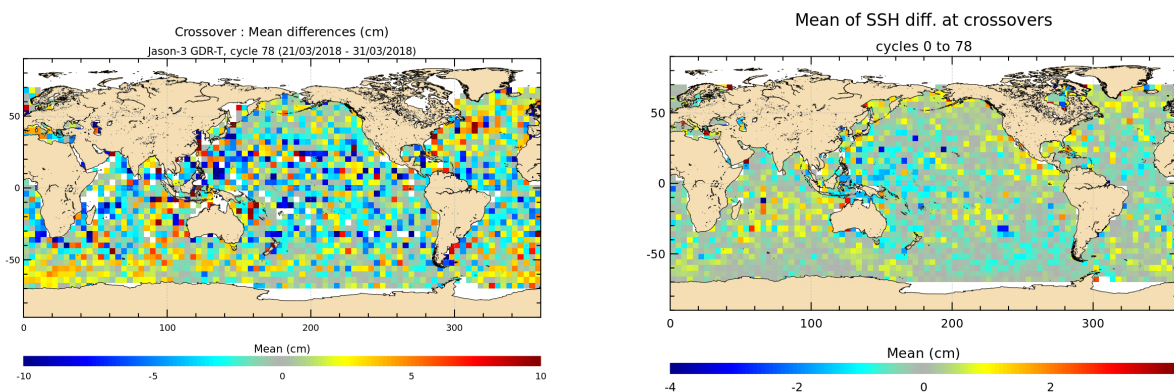 Crossover : Mean differences (cm)
Jason-3 GDR-T, cycle 78 (21/03/2018 - 31/03/2018)
50
0
-50
0 100 200 300
Mean (cm)
-10 -5 0 5 10
Mean of SSH diff. at crossovers
cycles 0 to 78
50
0
-50
0 100 200 300
Mean (cm)
-4 -2 0 2